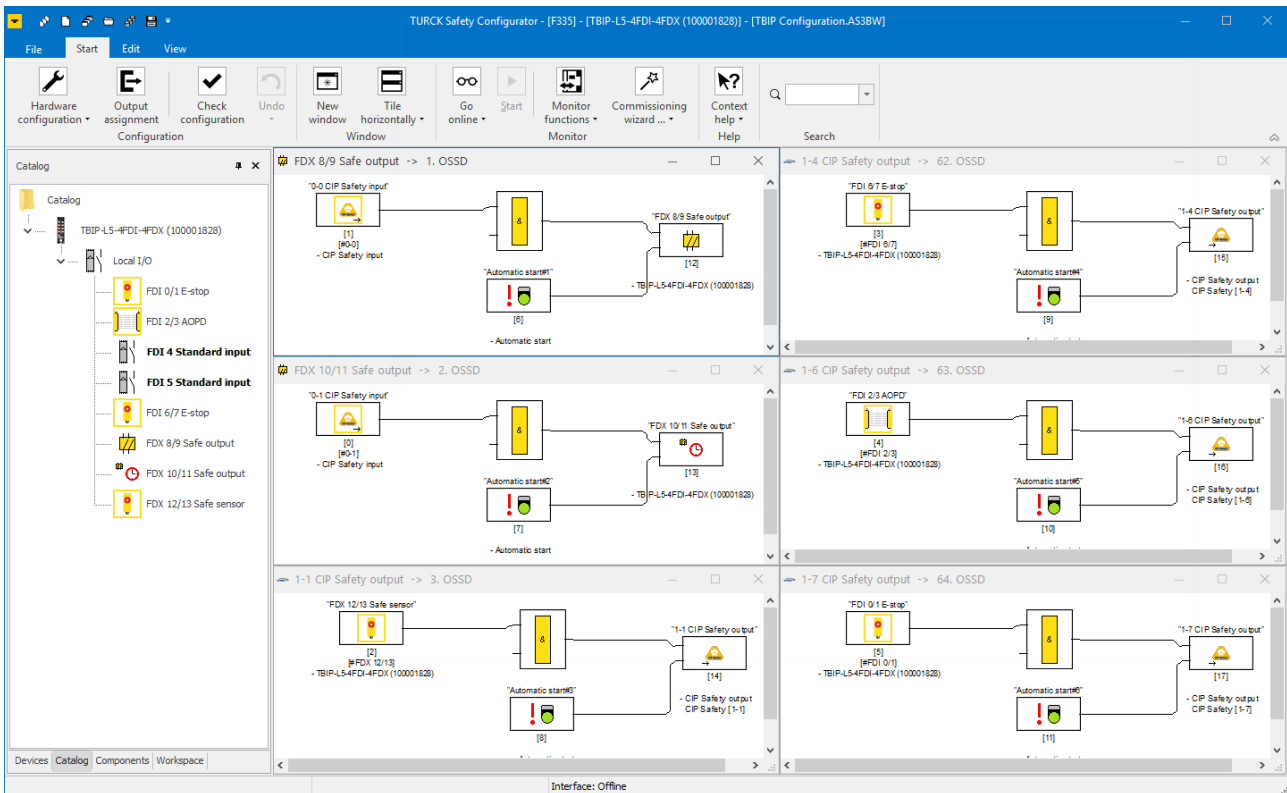 TURCK Safety Configurator - [F335] - [TBIP-L5-4FDI-4FDX (100001828)] - [TBIP Configuration.AS3BW]
File Start Edit View
Hardware configuration
Output assignment
Check configuration
Undo
Configuration
New window
Tile horizontally
Window
Go online
Start
Monitor functions
Commissioning wizard ...
Monitor
Context help
Help
Search
Catalog
Catalog
TBIP-L5-4FDI-4FDX (100001828)
Local I/O
FDI 0/1 E-stop
FDI 2/3 AOPD
FDI 4 Standard input
FDI 5 Standard input
FDI 6/7 E-stop
FDX 8/9 Safe output
FDX 10/11 Safe output
FDX 12/13 Safe sensor
Devices Catalog Components Workspace
FDX 8/9 Safe output -> 1. OSSD
"0-0 CIP Safety input"
[1]
[#0-0]
- CIP Safety input
&
"FDX 8/9 Safe output"
[12]
- TBIP-L5-4FDI-4FDX (100001828)
"Automatic start#1"
[6]
- Automatic start
1-4 CIP Safety output -> 62. OSSD
"FDI 6/7 E-stop"
[3]
[#FDI 6/7]
- TBIP-L5-4FDI-4FDX (100001828)
&
"1-4 CIP Safety output"
[15]
- CIP Safety output
CIP Safety [1-4]
"Automatic start#4"
[9]
FDX 10/11 Safe output -> 2. OSSD
"0-1 CIP Safety input"
[0]
[#0-1]
- CIP Safety input
&
"FDX 10/11 Safe output"
[13]
- TBIP-L5-4FDI-4FDX (100001828)
"Automatic start#2"
[7]
- Automatic start
1-6 CIP Safety output -> 63. OSSD
"FDI 2/3 AOPD"
[4]
[#FDI 2/3]
- TBIP-L5-4FDI-4FDX (100001828)
&
"1-6 CIP Safety output"
[16]
- CIP Safety output
CIP Safety [1-6]
"Automatic start#5"
[10]
1-1 CIP Safety output -> 3. OSSD
"FDX 12/13 Safe sensor"
[2]
[#FDX 12/13]
- TBIP-L5-4FDI-4FDX (100001828)
&
"1-1 CIP Safety output"
[14]
- CIP Safety output
CIP Safety [1-1]
"Automatic start#3"
[8]
1-7 CIP Safety output -> 64. OSSD
"FDI 0/1 E-stop"
[5]
[#FDI 0/1]
- TBIP-L5-4FDI-4FDX (100001828)
&
"1-7 CIP Safety output"
[17]
- CIP Safety output
CIP Safety [1-7]
"Automatic start#6"
[11]
Interface: Offline